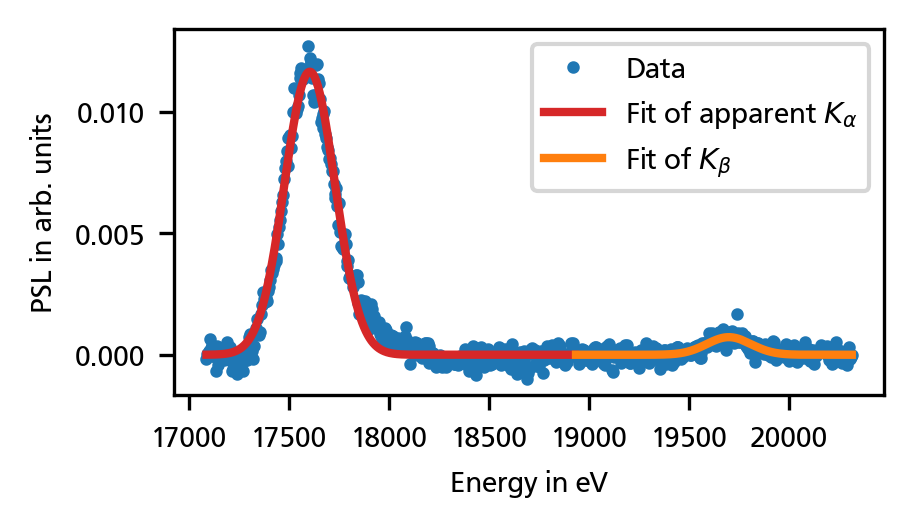 PSL in arb. units
0.010
0.005
0.000
Data
Fit of apparent Kα
Fit of Kβ
17000 17500 18000 18500 19000 19500 20000
Energy in eV